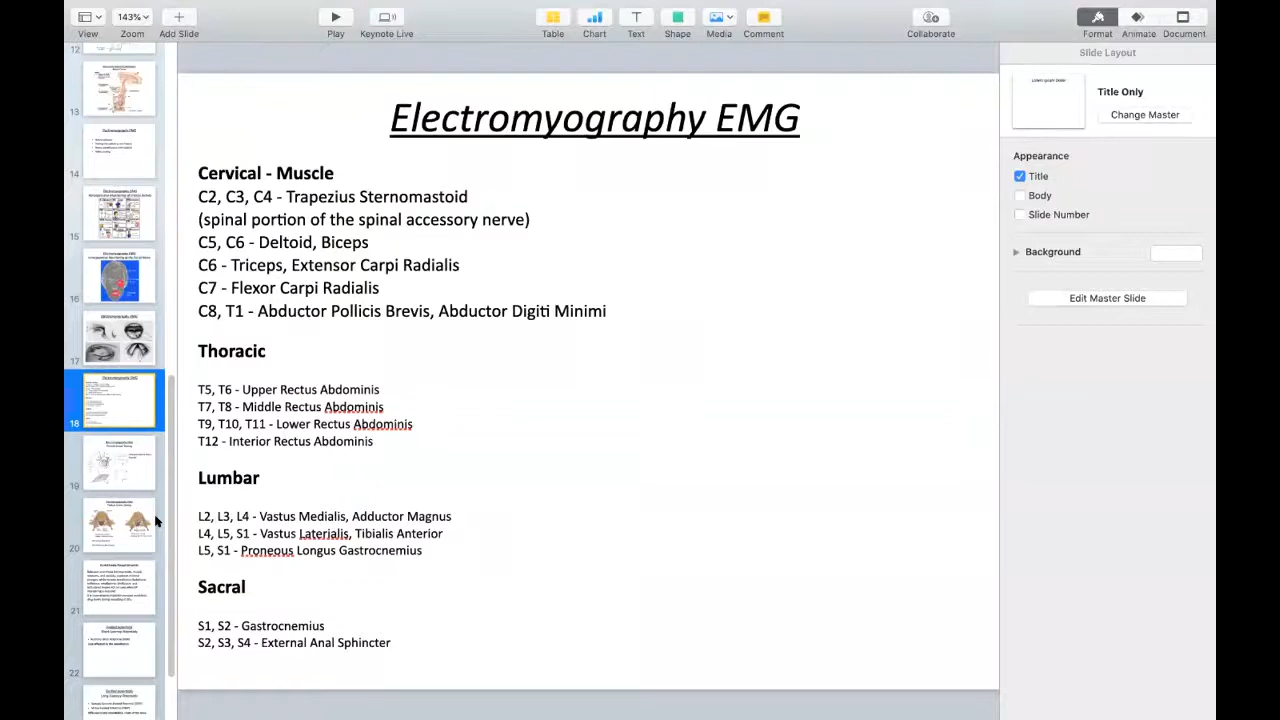 View
143%
Zoom
Add Slide
Play
Keynote Live
Table
Chart
Text
Shape
Media
Comment
Collaborate
Format
Animate
Document
Slide Layout
Title Only
Change Master
Appearance
Title
Body
Slide Number
Background
Edit Master Slide
12
13
14
15
16
17
18
19
20
21
22
Electromyography EMG
Cervical - Muscle
C2, C3, C4 - Trapezius Sternomastoid
(spinal portion of the sninal accessory nerve)
C5, C6 - Deltoid, Biceps
C6 - Triceps, Extensor Carpi Radialis
C7 - Flexor Carpi Radialis
C8, T1 - Abductor Pollicis Brevis, Abductor Digiti Minimi
Thoracic
T5, T6 - Upper Rectus Abdominis
T7, T8 - Middle Rectus Abdominis
T9, T10, T11 - Lower Rectus Abdominis
T12 - Interior Rectus Abdominis
Lumbar
L2, L3, L4 - Vastus Medialis, Adductor Magnus
L4, L5, S1 - Vastus Laterialis, Tibialis Anterior
L5, S1 - Proneous Longus Gastrocnemius
Sacral
S1, S2 - Gastrocnemius
S2, S3, S4 - External Anal Sphincter